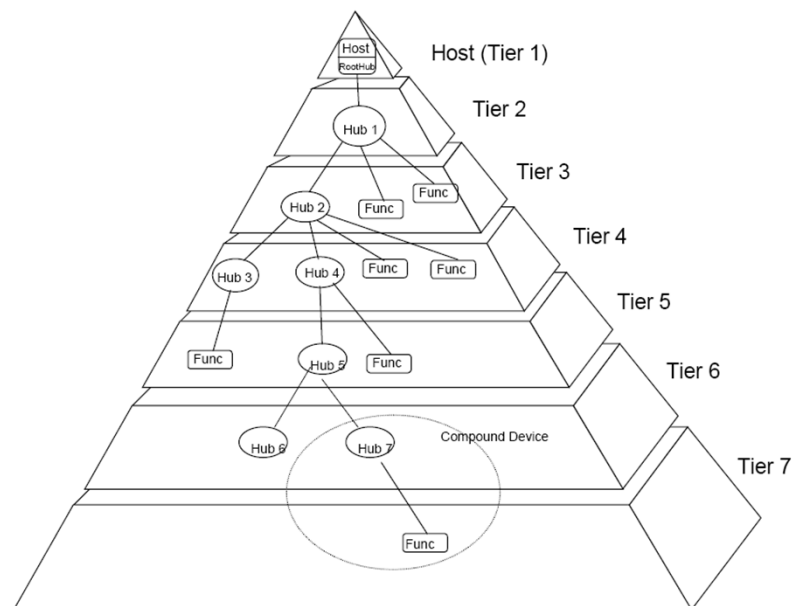 Host
RootHub
Host (Tier 1)
Tier 2
Hub 1
Tier 3
Func
Func
Hub 2
Tier 4
Func
Func
Hub 3
Hub 4
Tier 5
Func
Hub 5
Func
Tier 6
Compound Device
Hub 6
Hub 7
Tier 7
Func